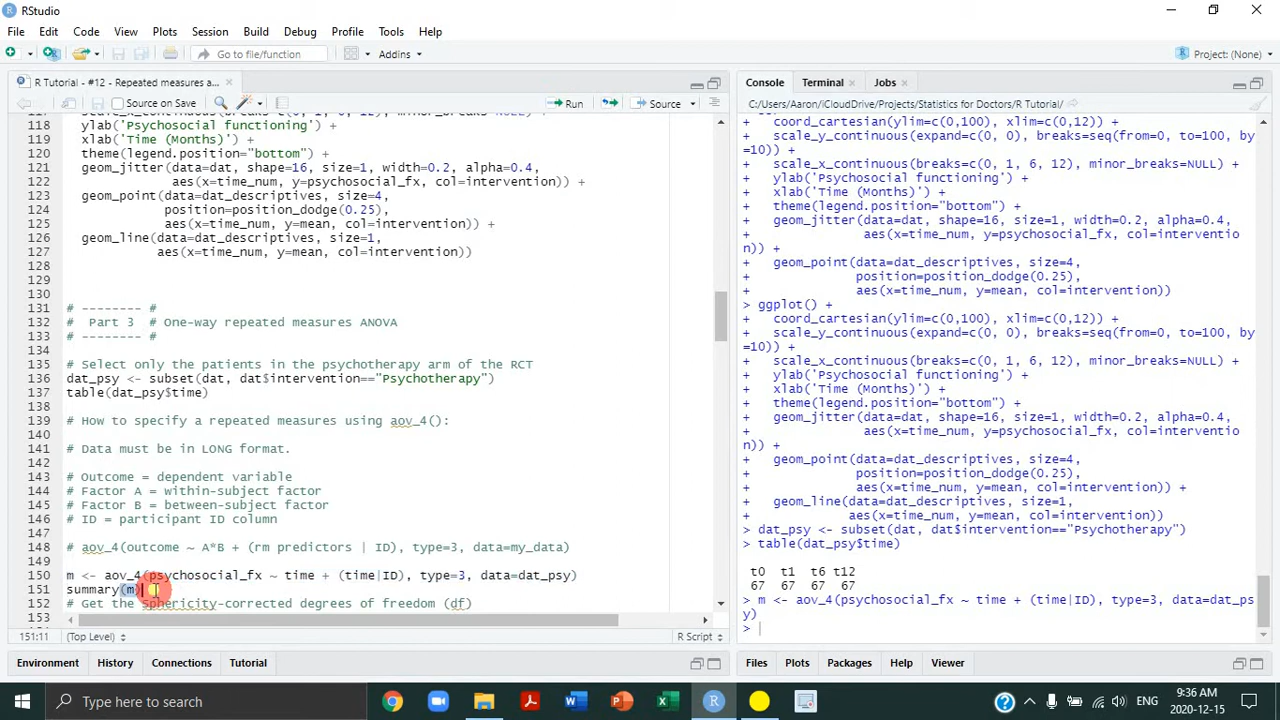 RStudio
File Edit Code View Plots Session Build Debug Profile Tools Help
Go to file/function Addins Project: (None)
R Tutorial - #12 - Repeated measures a...
Source on Save Run Source
118 ylab('Psychosocial functioning') +
119 xlab('Time (Months)') +
120 theme(legend.position="bottom") +
121 geom_jitter(data=dat, shape=16, size=1, width=0.2, alpha=0.4,
122 aes(x=time_num, y=psychosocial_fx, col=intervention)) +
123 geom_point(data=dat_descriptives, size=4,
124 position=position_dodge(0.25),
125 aes(x=time_num, y=mean, col=intervention)) +
126 geom_line(data=dat_descriptives, size=1,
127 aes(x=time_num, y=mean, col=intervention))
128
129
130
131 # -------- #
132 # Part 3 # One-way repeated measures ANOVA
133 # -------- #
134
135 # Select only the patients in the psychotherapy arm of the RCT
136 dat_psy <- subset(dat, dat$intervention=="Psychotherapy")
137 table(dat_psy$time)
138
139 # How to specify a repeated measures using aov_4():
140
141 # Data must be in LONG format.
142
143 # Outcome = dependent variable
144 # Factor A = within-subject factor
145 # Factor B = between-subject factor
146 # ID = participant ID column
147
148 # aov_4(outcome ~ A*B + (rm predictors | ID), type=3, data=my_data)
149
150 m <- aov_4(psychosocial_fx ~ time + (time|ID), type=3, data=dat_psy)
151 summary(m)
152 # Get the Sphericity-corrected degrees of freedom (df)
153
151:11 (Top Level) R Script
Environment History Connections Tutorial
Console Terminal Jobs
C:/Users/Aaron/iCloudDrive/Projects/Statistics for Doctors/R Tutorial/
+ coord_cartesian(ylim=c(0,100), xlim=c(0,12)) +
+ scale_y_continuous(expand=c(0, 0), breaks=seq(from=0, to=100, by
=10)) +
+ scale_x_continuous(breaks=c(0, 1, 6, 12), minor_breaks=NULL) +
+ ylab('Psychosocial functioning') +
+ xlab('Time (Months)') +
+ theme(legend.position="bottom") +
+ geom_jitter(data=dat, shape=16, size=1, width=0.2, alpha=0.4,
+ aes(x=time_num, y=psychosocial_fx, col=interventio
n)) +
+ geom_point(data=dat_descriptives, size=4,
+ position=position_dodge(0.25),
+ aes(x=time_num, y=mean, col=intervention))
> ggplot() +
+ coord_cartesian(ylim=c(0,100), xlim=c(0,12)) +
+ scale_y_continuous(expand=c(0, 0), breaks=seq(from=0, to=100, by
=10)) +
+ scale_x_continuous(breaks=c(0, 1, 6, 12), minor_breaks=NULL) +
+ ylab('Psychosocial functioning') +
+ xlab('Time (Months)') +
+ theme(legend.position="bottom") +
+ geom_jitter(data=dat, shape=16, size=1, width=0.2, alpha=0.4,
+ aes(x=time_num, y=psychosocial_fx, col=interventio
n)) +
+ geom_point(data=dat_descriptives, size=4,
+ position=position_dodge(0.25),
+ aes(x=time_num, y=mean, col=intervention)) +
+ geom_line(data=dat_descriptives, size=1,
+ aes(x=time_num, y=mean, col=intervention))
> dat_psy <- subset(dat, dat$intervention=="Psychotherapy")
> table(dat_psy$time)
t0 t1 t6 t12
67 67 67 67
> m <- aov_4(psychosocial_fx ~ time + (time|ID), type=3, data=dat_ps
y)
>
Files Plots Packages Help Viewer
Type here to search
ENG
9:36 AM
2020-12-15